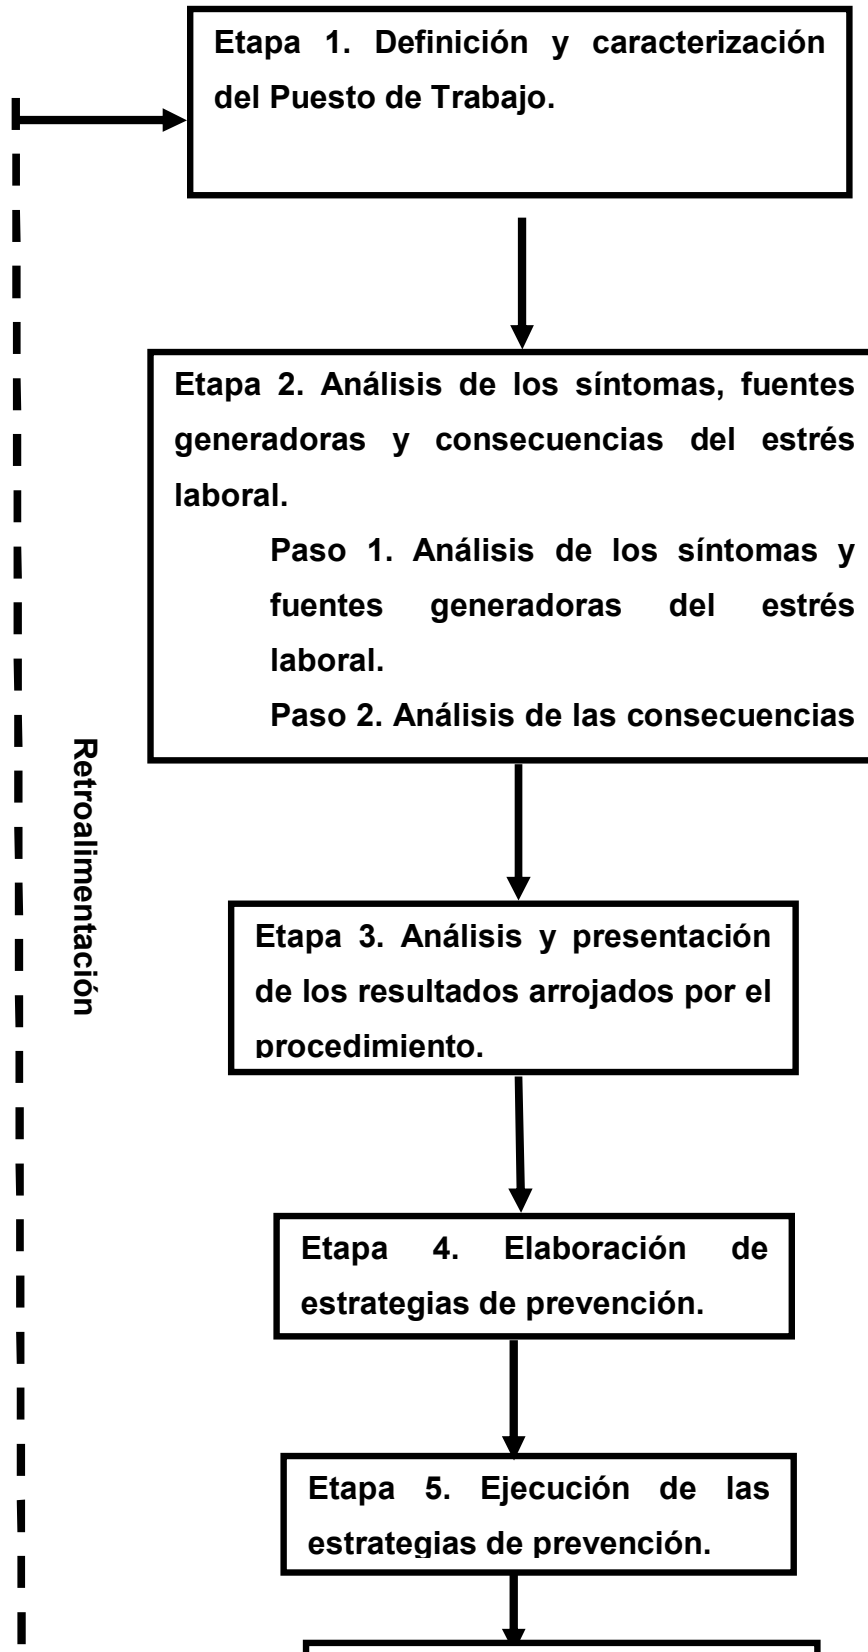 Etapa 1. Definición y caracterización
del Puesto de Trabajo.
Etapa 2. Análisis de los síntomas, fuentes
generadoras y consecuencias del estrés
laboral.
Paso 1. Análisis de los síntomas y
fuentes generadoras del estrés
laboral.
Paso 2. Análisis de las consecuencias
Retroalimentación
Etapa 3. Análisis y presentación
de los resultados arrojados por el
procedimiento.
Etapa 4. Elaboración de
estrategias de prevención.
Etapa 5. Ejecución de las
estrategias de prevención.